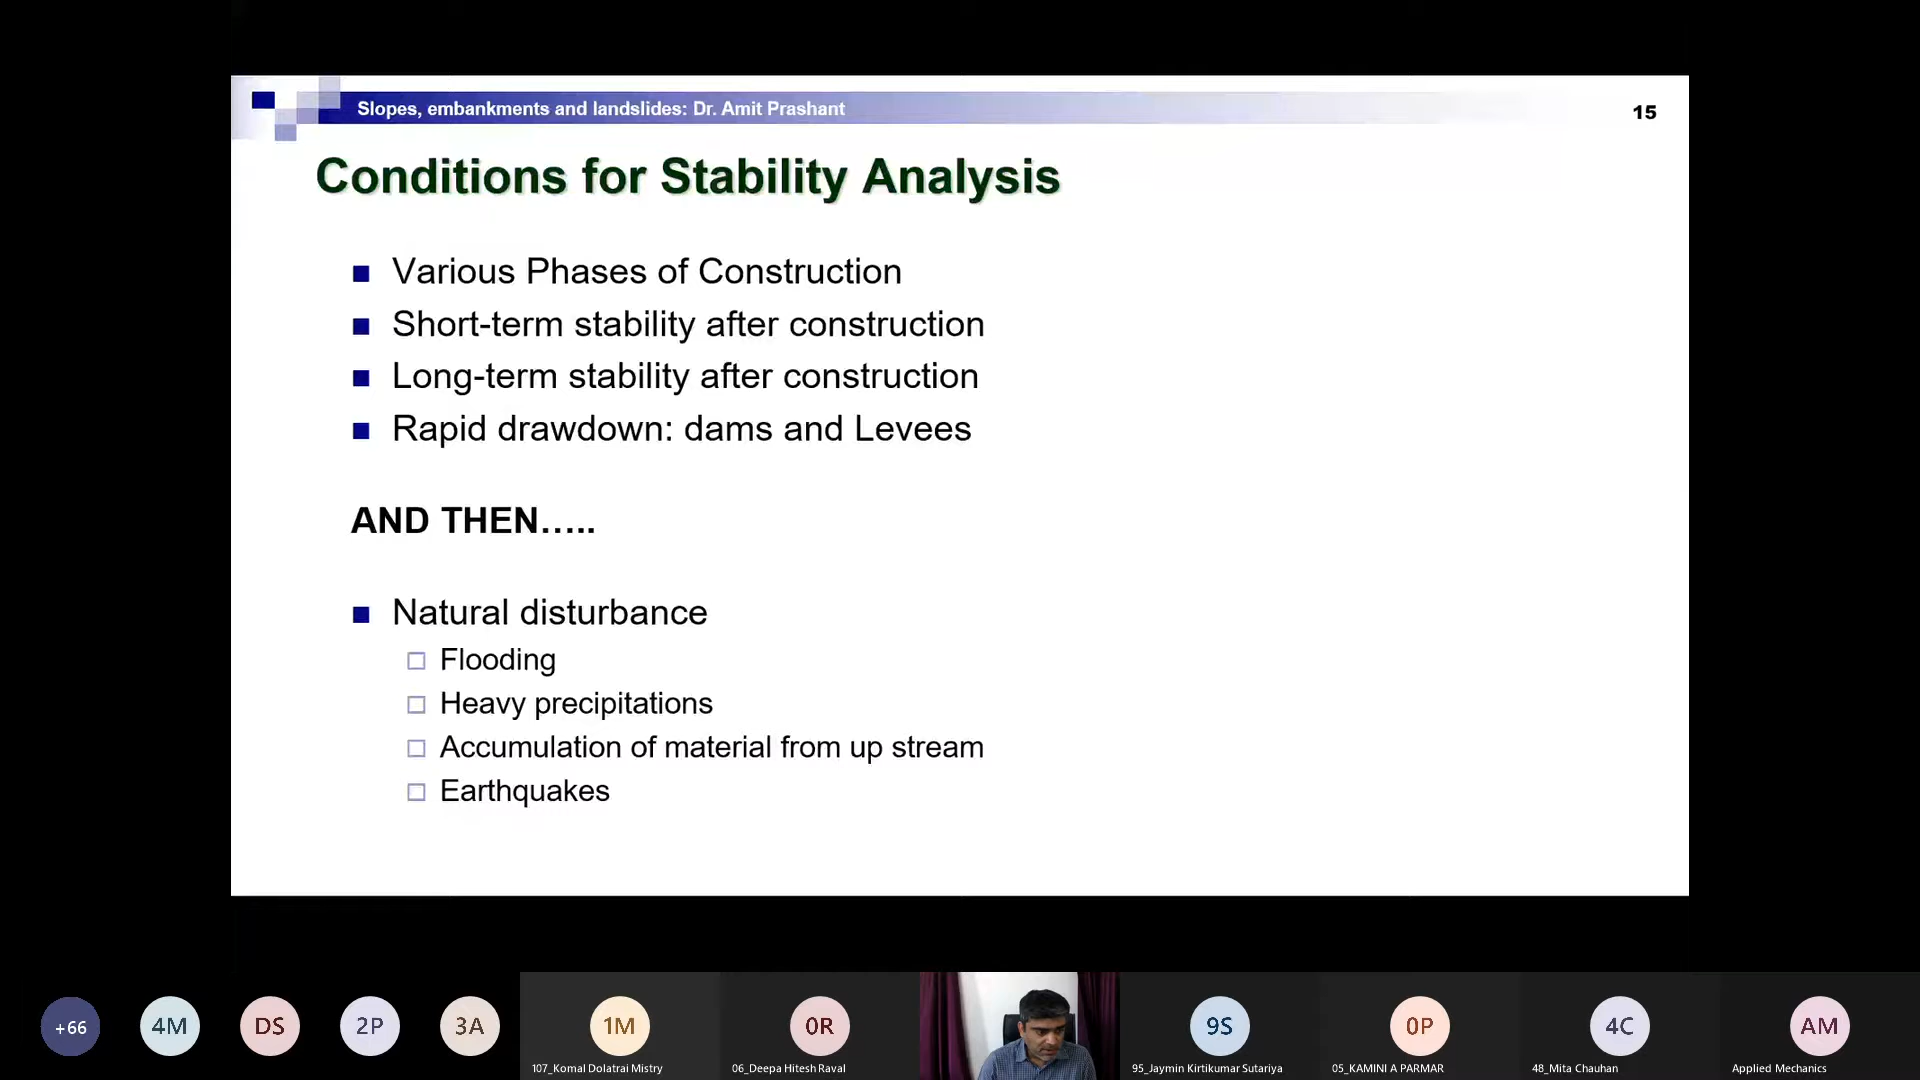 Slopes, embankments and landslides: Dr. Amit Prashant
15
Conditions for Stability Analysis
Various Phases of Construction
Short-term stability after construction
Long-term stability after construction
Rapid drawdown: dams and Levees
AND THEN…..
Natural disturbance
Flooding
Heavy precipitations
Accumulation of material from up stream
Earthquakes
+66
4M
DS
2P
3A
1M
0R
9S
0P
4C
AM
107_Komal Dolatrai Mistry
06_Deepa Hitesh Raval
95_Jaymin Kirtikumar Sutariya
05_KAMINI A PARMAR
48_Mita Chauhan
Applied Mechanics